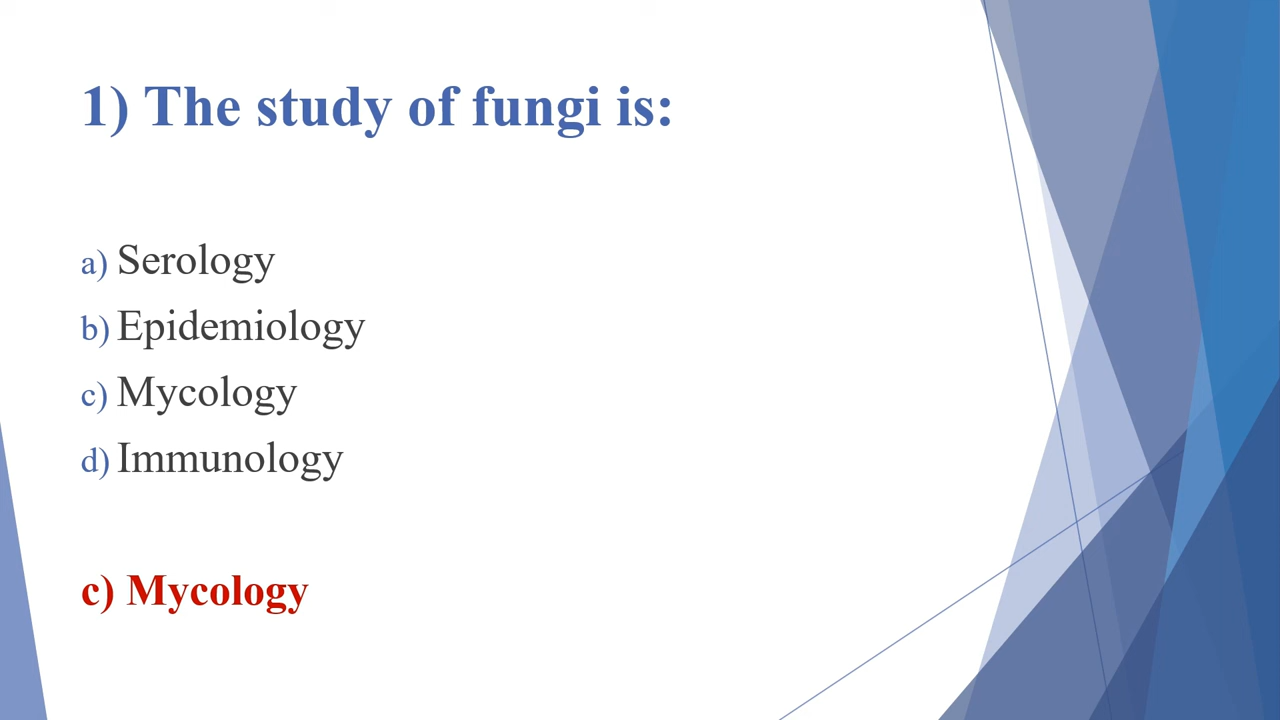 1) The study of fungi is:
a) Serology
b) Epidemiology
c) Mycology
d) Immunology
c) Mycology